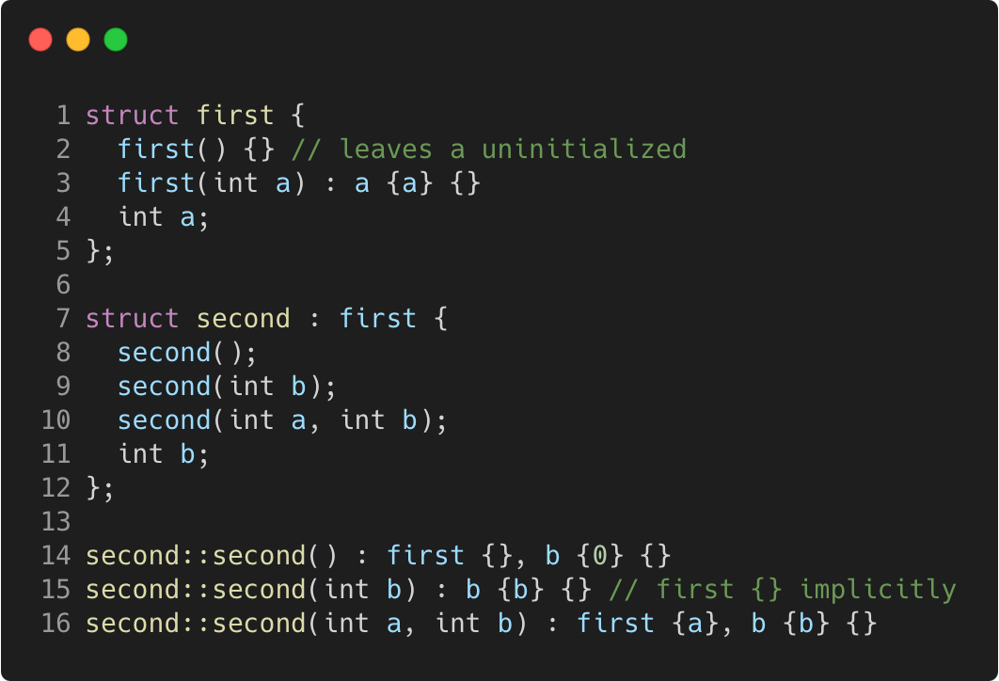 1 struct first {
2   first() {} // leaves a uninitialized
3   first(int a) : a {a} {}
4   int a;
5 };
6
7 struct second : first {
8   second();
9   second(int b);
10   second(int a, int b);
11   int b;
12 };
13
14 second::second() : first {}, b {0} {}
15 second::second(int b) : b {b} {} // first {} implicitly
16 second::second(int a, int b) : first {a}, b {b} {}